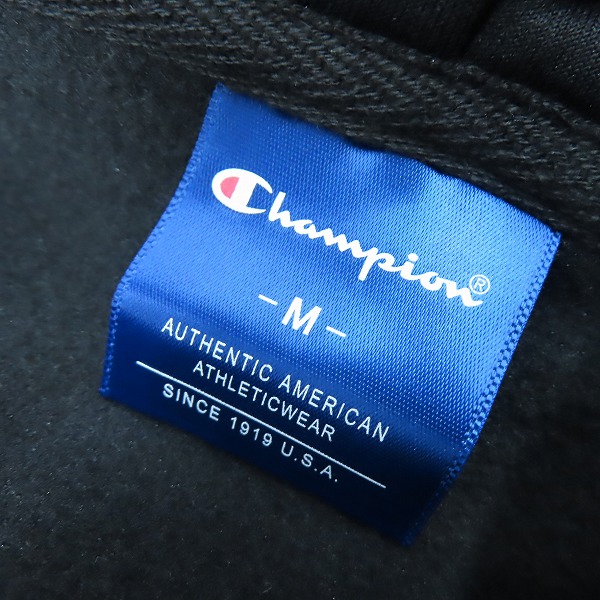 Champion®
- M -
AUTHENTIC AMERICAN
ATHLETICWEAR
SINCE 1919 U.S.A.